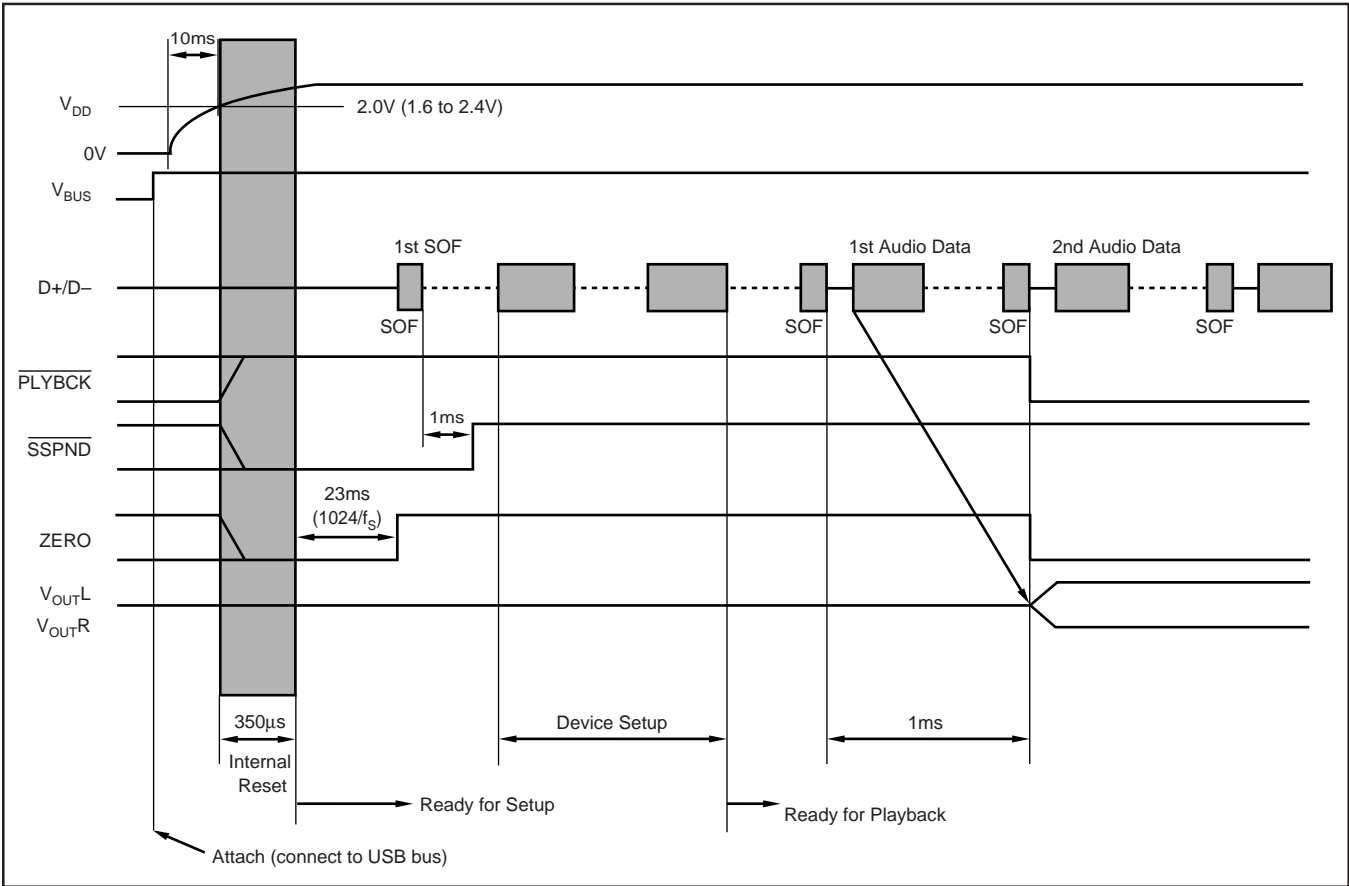 10ms
VDD
2.0V (1.6 to 2.4V)
0V
VBUS
1st SOF
1st Audio Data
2nd Audio Data
D+/D–
SOF
SOF
SOF
SOF
PLYBCK
1ms
SSPND
23ms
(1024/fS)
ZERO
VOUTL
VOUTR
350μs
Device Setup
1ms
Internal
Reset
Ready for Setup
Ready for Playback
Attach (connect to USB bus)